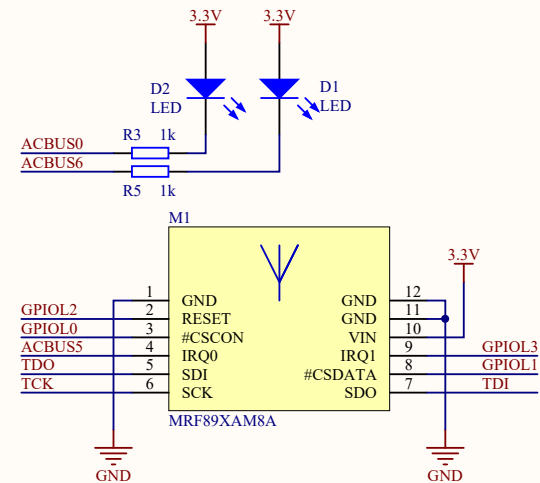 3.3V 3.3V
D2 D1
LED LED
ACBUS0 R3 1k
ACBUS6
R5 1k
M1
3.3V
1 GND GND 12
GPIOL2 2 RESET GND 11
GPIOL0 3 #CSCON VIN 10
ACBUS5 4 IRQ0 IRQ1 9 GPIOL3
TDO 5 SDI #CSDATA 8 GPIOL1
TCK 6 SCK SDO 7 TDI
MRF89XAM8A
GND GND